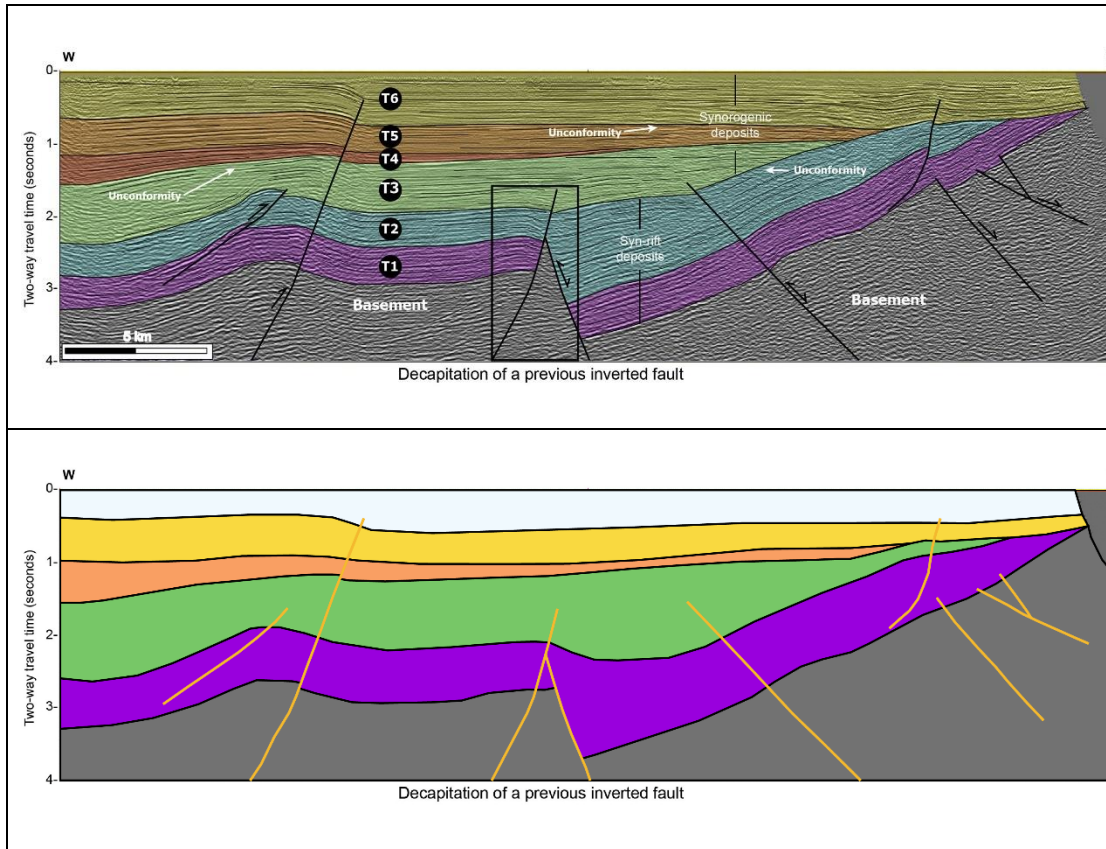 W
0
1
2
3
4
Two-way travel time (seconds)
T6
T5
T4
T3
T2
T1
Unconformity
Synorogenic
deposits
Unconformity
Unconformity
Syn-rift
deposits
Basement
Basement
5 km
Decapitation of a previous inverted fault
W
0
1
2
3
4
Two-way travel time (seconds)
Decapitation of a previous inverted fault